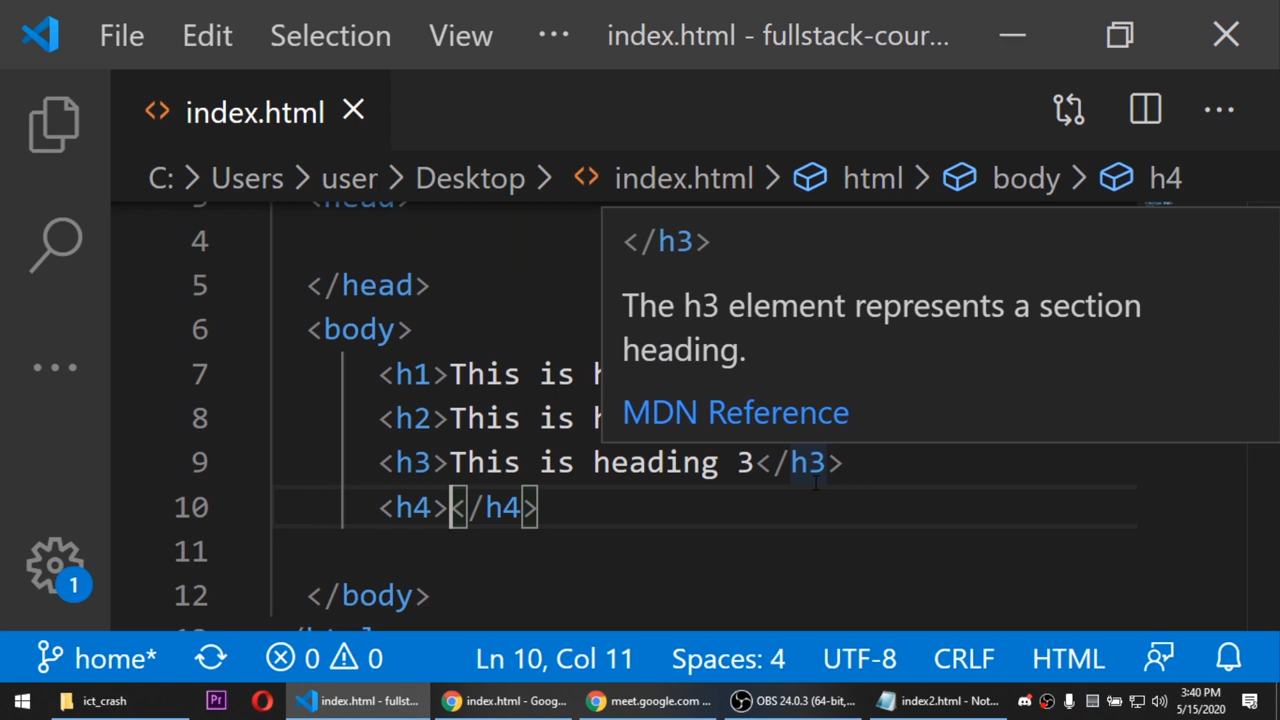 File Edit Selection View ··· index.html - fullstack-cour...
index.html
C: > Users > user > Desktop > index.html > html > body > h4
3 <head>
4
5 </head>
6 <body>
7 <h1>This is h
8 <h2>This is h
9 <h3>This is heading 3</h3>
10 <h4></h4>
11
12 </body>
</h3>
The h3 element represents a section
heading.
MDN Reference
1
home* 0 0 Ln 10, Col 11 Spaces: 4 UTF-8 CRLF HTML
ict_crash Pr index.html - fullst... index.html - Goog... meet.google.com ... OBS 24.0.3 (64-bit,... index2.html - Not... 3:40 PM
5/15/2020